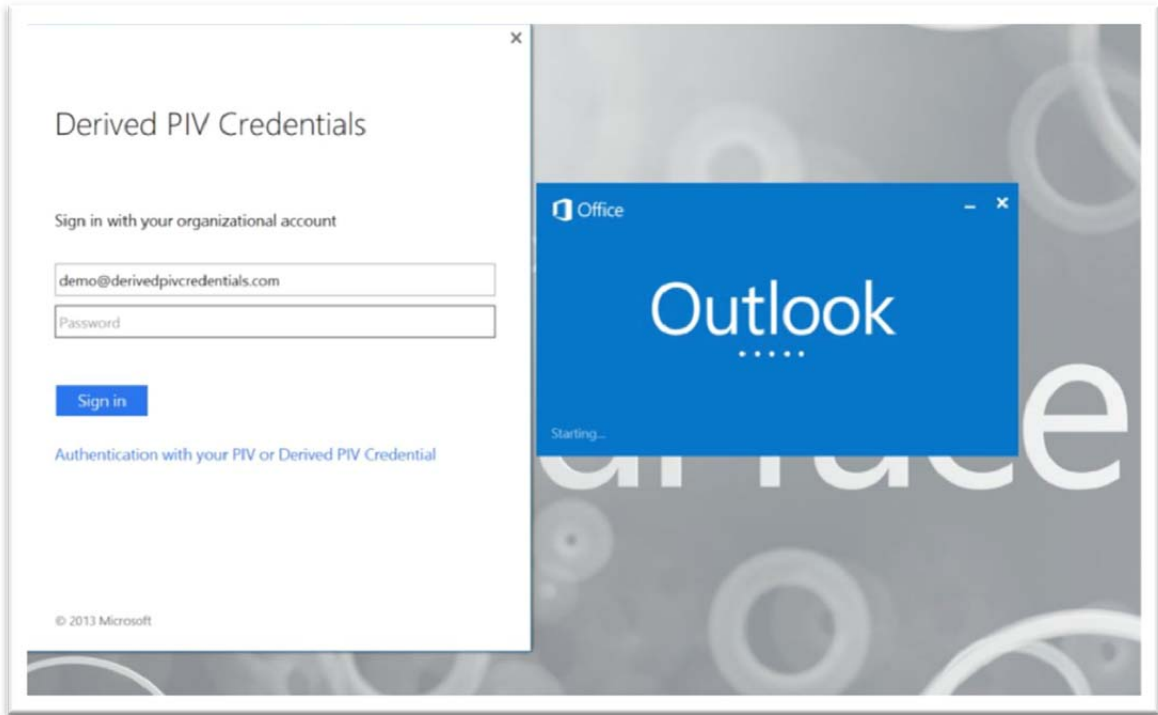 Derived PIV Credentials
Sign in with your organizational account
demo@derivedpivcredentials.com
Password
Sign in
Authentication with your PIV or Derived PIV Credential
© 2013 Microsoft
Office
Outlook
Starting...